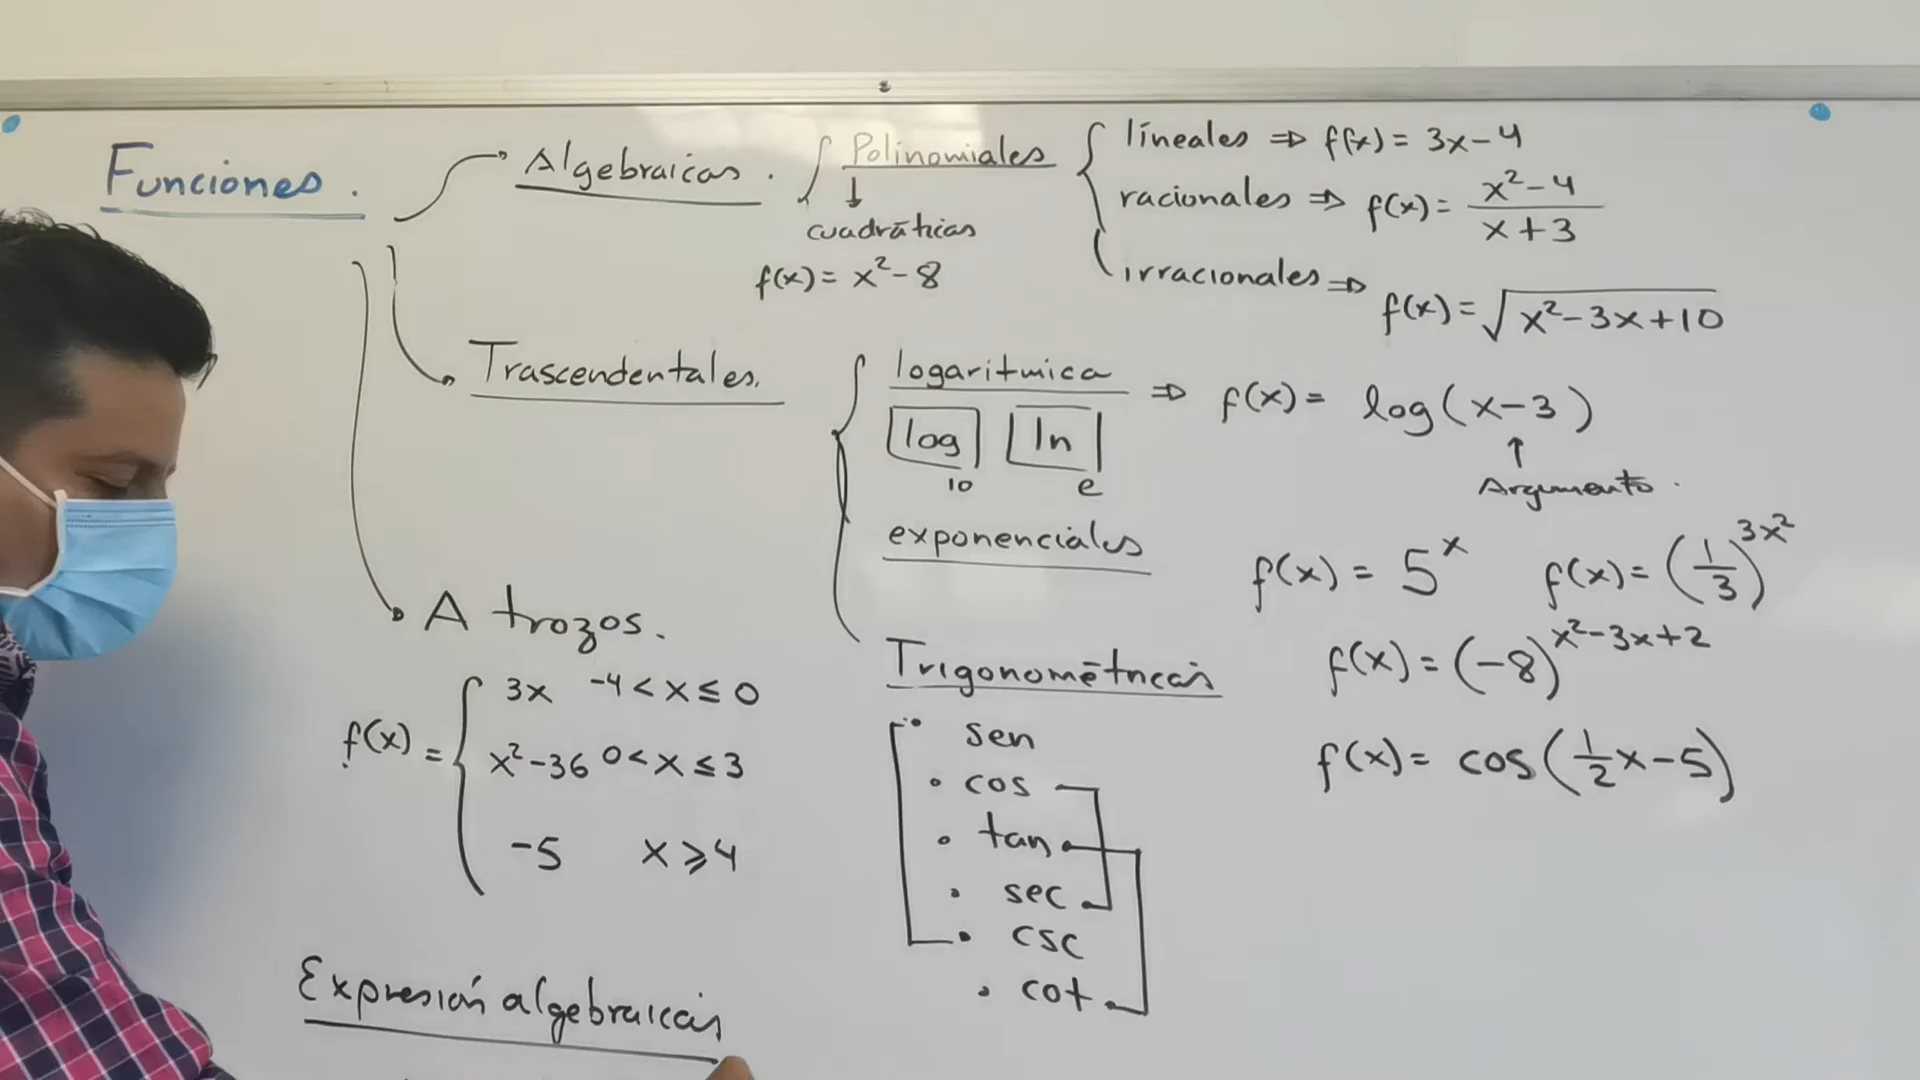 Funciones.
Algebraicas.
Polinomiales
cuadráticas
f(x) = x² - 8
líneales ⇒ f(x) = 3x - 4
racionales ⇒ f(x) = (x² - 4)/(x + 3)
irracionales ⇒ f(x) = √(x² - 3x + 10)
Trascendentales.
logaritmica ⇒ f(x) = log(x - 3)
log 10 ln e
↑
Argumento.
exponenciales
f(x) = 5^x f(x) = (1/3)^(3x²)
f(x) = (-8)^(x² - 3x + 2)
Trigonométricas
f(x) = cos(1/2 x - 5)
• sen
• cos
• tan
• sec
• csc
• cot
A trozos.
f(x) = {
3x -4 < x ≤ 0
x² - 36 0 < x ≤ 3
-5 x ⩾ 4
Expresión algebraicas